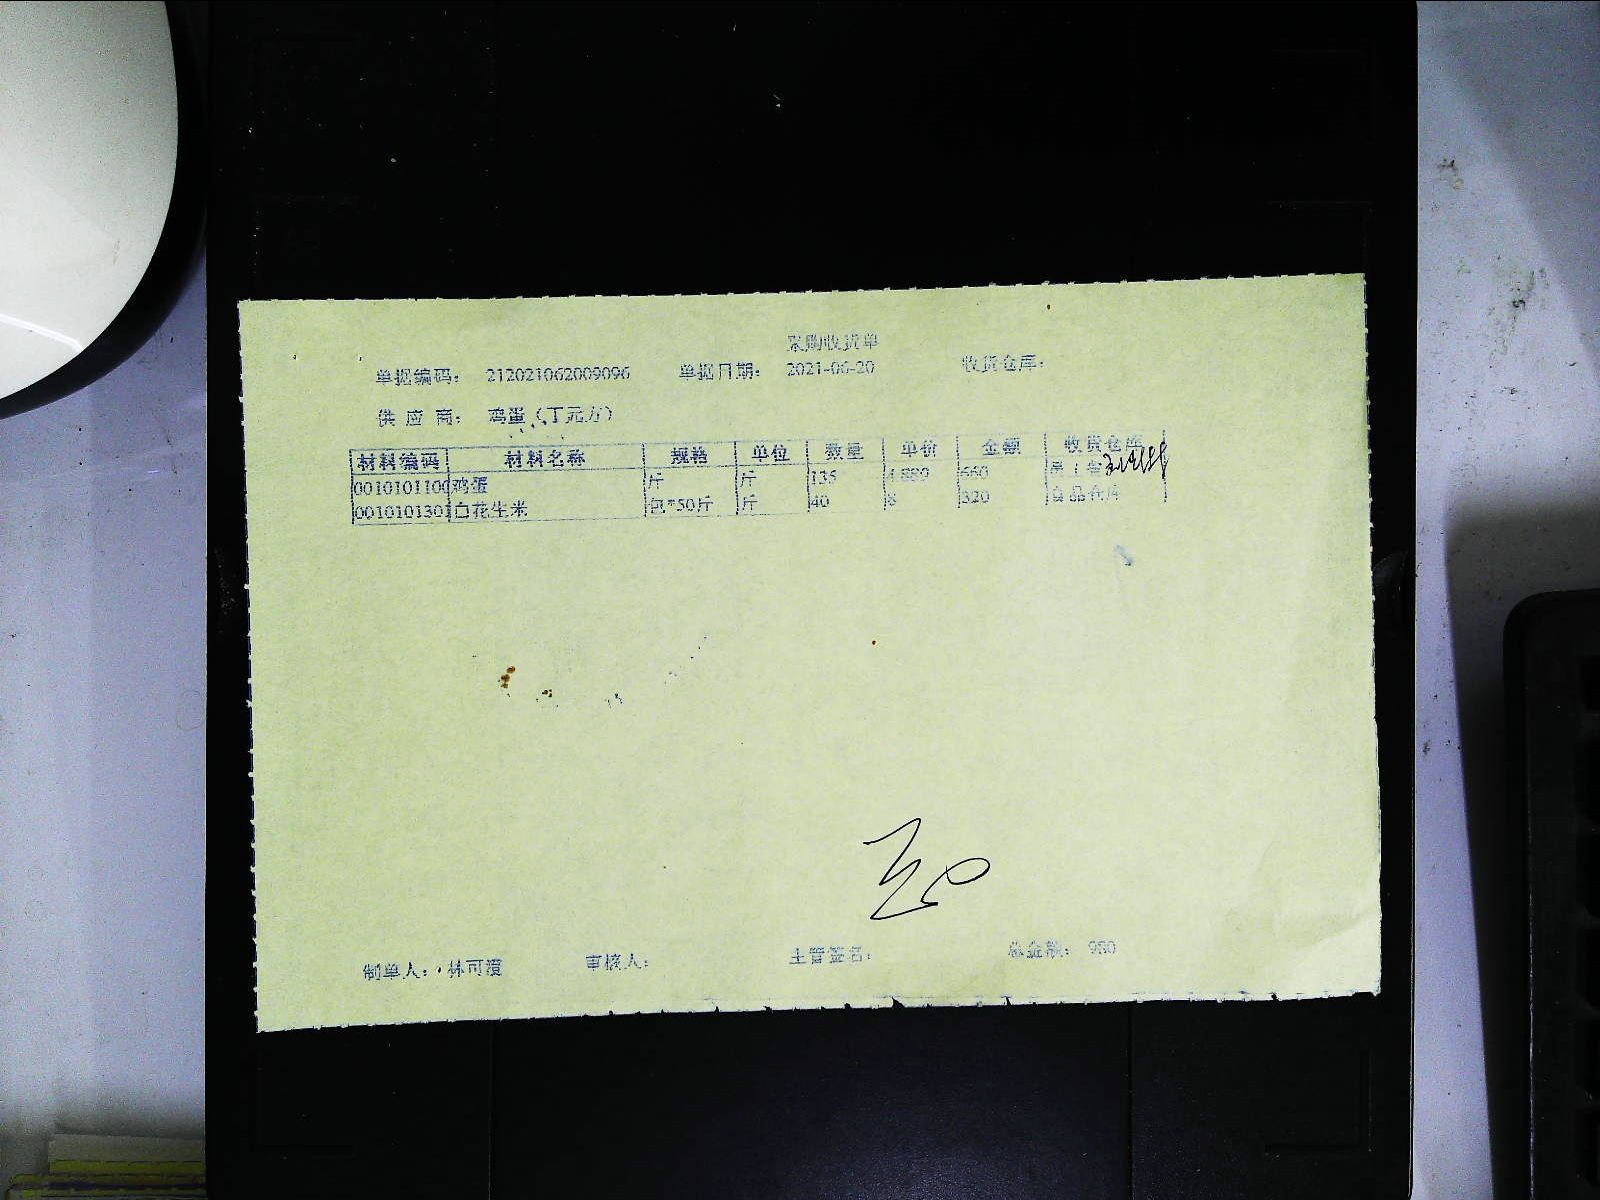 采购收货单
单据编码： 212021062009096 单据日期： 2021-06-20 收货仓库：
供 应 商： 鸡蛋（丁元方）
材料编码 材料名称 规格 单位 数量 单价 金额 收货仓库
0010101100 鸡蛋 斤 斤 135 4.889 660
0010101301 白花生米 包*50斤 斤 40 8 320 食品仓库
制单人： 林可澄 审核人： 主管签名： 总金额： 980